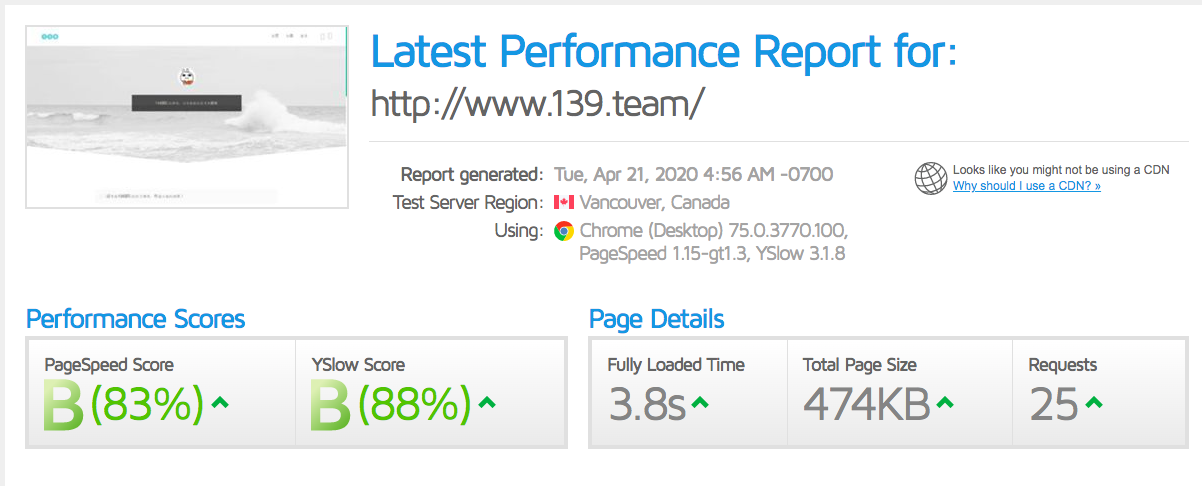 Latest Performance Report for:
http://www.139.team/
Report generated: Tue, Apr 21, 2020 4:56 AM -0700
Test Server Region: Vancouver, Canada
Using: Chrome (Desktop) 75.0.3770.100,
PageSpeed 1.15-gt1.3, YSlow 3.1.8
Looks like you might not be using a CDN
Why should I use a CDN? »
Performance Scores
PageSpeed Score
B (83%)
YSlow Score
B (88%)
Page Details
Fully Loaded Time
3.8s
Total Page Size
474KB
Requests
25